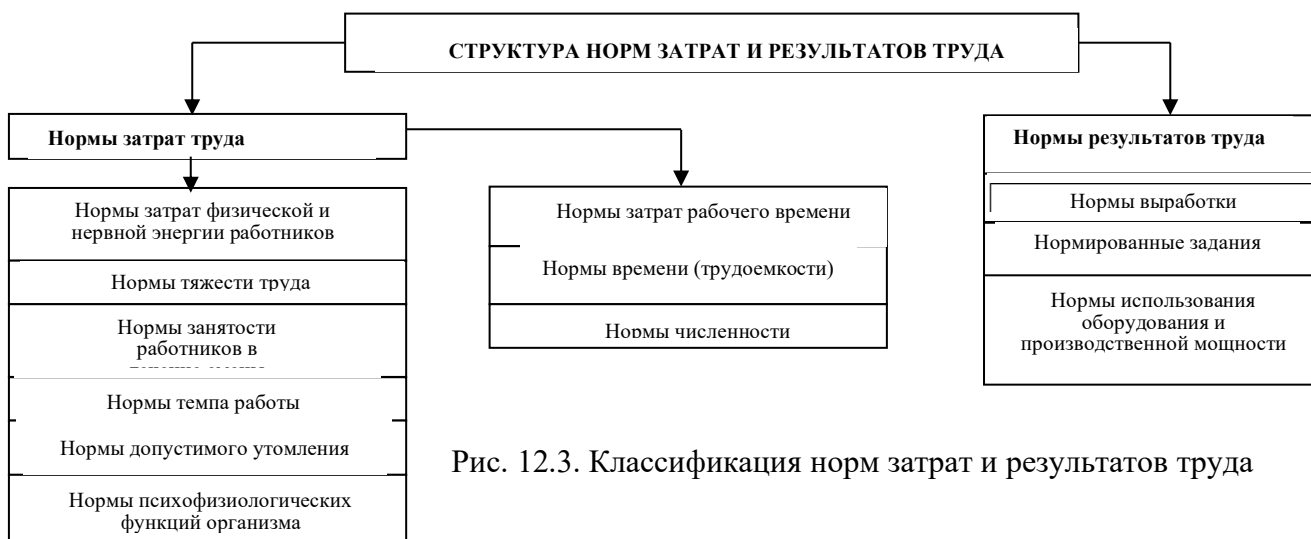 СТРУКТУРА НОРМ ЗАТРАТ И РЕЗУЛЬТАТОВ ТРУДА
Нормы затрат труда
Нормы затрат физической и
нервной энергии работников
Нормы тяжести труда
Нормы занятости
работников в
Нормы темпа работы
Нормы допустимого утомления
Нормы психофизиологических
функций организма
Нормы затрат рабочего времени
Нормы времени (трудоемкости)
Нормы численности
Нормы результатов труда
Нормы выработки
Нормированные задания
Нормы использования
оборудования и
производственной мощности
Рис. 12.3. Классификация норм затрат и результатов труда